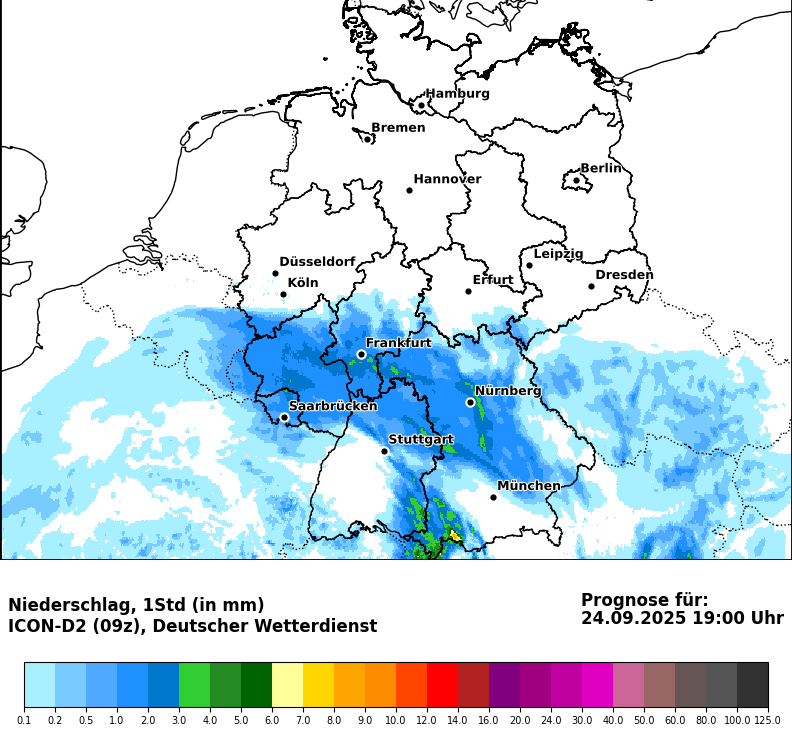 Hamburg
Bremen
Berlin
Hannover
Leipzig
Düsseldorf
Dresden
Köln
Erfurt
Frankfurt
Nürnberg
Saarbrücken
Stuttgart
München
Niederschlag, 1Std (in mm)
ICON-D2 (09z), Deutscher Wetterdienst
Prognose für:
24.09.2025 19:00 Uhr
0.1 0.2 0.5 1.0 2.0 3.0 4.0 5.0 6.0 7.0 8.0 9.0 10.0 12.0 14.0 16.0 20.0 24.0 30.0 40.0 50.0 60.0 80.0 100.0 125.0